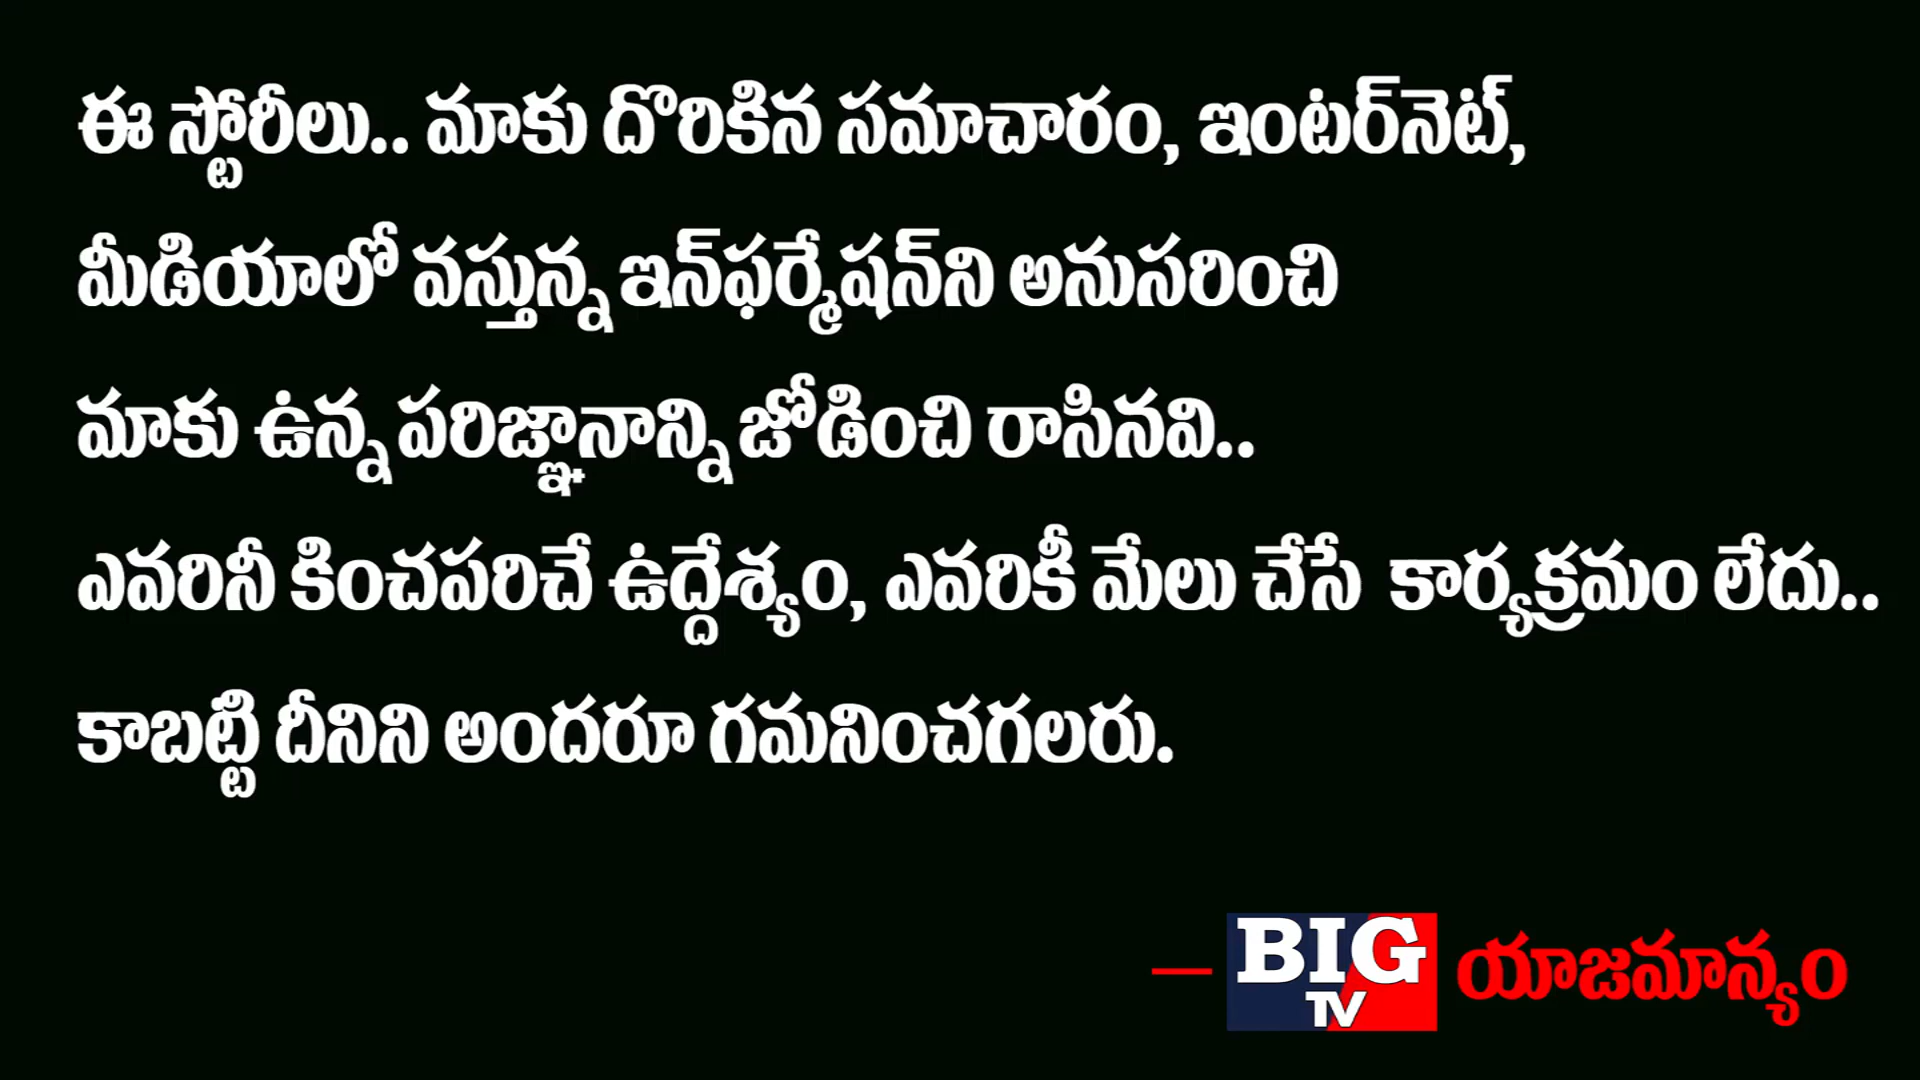 ఈ స్టోరీలు.. మాకు దొరికిన సమాచారం, ఇంటర్‌నెట్,
మీడియాలో వస్తున్న ఇన్‌ఫర్మేషన్‌ని అనుసరించి
మాకు ఉన్న పరిజ్ఞానాన్ని జోడించి రాసినవి..
ఎవరినీ కించపరిచే ఉద్దేశ్యం, ఎవరికీ మేలు చేసే కార్యక్రమం లేదు..
కాబట్టి దీనిని అందరూ గమనించగలరు.
— BIG TV యాజమాన్యం